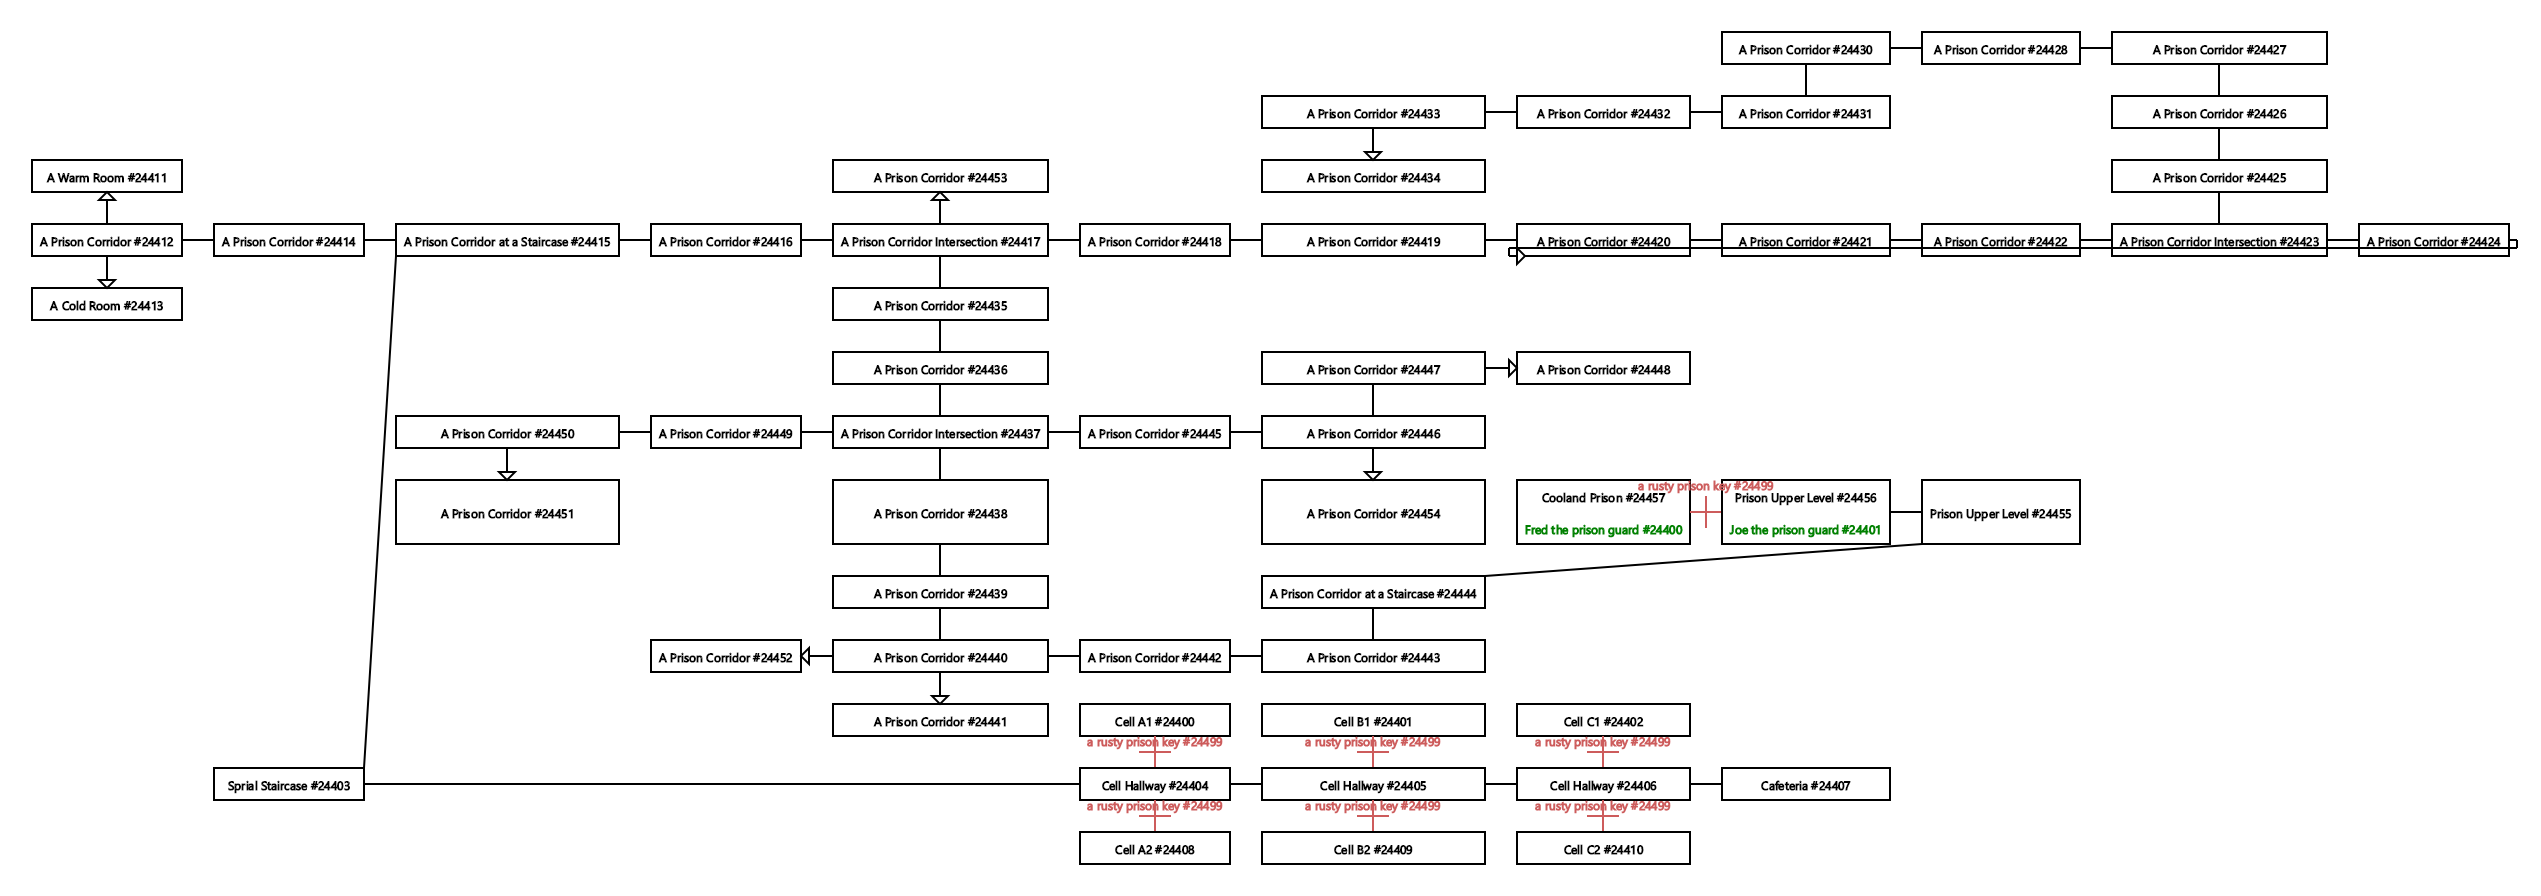 A Prison Corridor #24430
A Prison Corridor #24428
A Prison Corridor #24427
A Prison Corridor #24433
A Prison Corridor #24432
A Prison Corridor #24431
A Prison Corridor #24426
A Warm Room #24411
A Prison Corridor #24453
A Prison Corridor #24434
A Prison Corridor #24425
A Prison Corridor #24412
A Prison Corridor #24414
A Prison Corridor at a Staircase #24415
A Prison Corridor #24416
A Prison Corridor Intersection #24417
A Prison Corridor #24418
A Prison Corridor #24419
A Prison Corridor #24420
A Prison Corridor #24421
A Prison Corridor #24422
A Prison Corridor Intersection #24423
A Prison Corridor #24424
A Cold Room #24413
A Prison Corridor #24435
A Prison Corridor #24436
A Prison Corridor #24447
A Prison Corridor #24448
A Prison Corridor #24450
A Prison Corridor #24449
A Prison Corridor Intersection #24437
A Prison Corridor #24445
A Prison Corridor #24446
a rusty prison key #24499
Cooland Prison #24457
Prison Upper Level #24456
A Prison Corridor #24451
A Prison Corridor #24438
A Prison Corridor #24454
Prison Upper Level #24455
Fred the prison guard #24400
Joe the prison guard #24401
A Prison Corridor #24439
A Prison Corridor at a Staircase #24444
A Prison Corridor #24452
A Prison Corridor #24440
A Prison Corridor #24442
A Prison Corridor #24443
A Prison Corridor #24441
Cell A1 #24400
Cell B1 #24401
Cell C1 #24402
a rusty prison key #24499
a rusty prison key #24499
a rusty prison key #24499
Sprial Staircase #24403
Cell Hallway #24404
Cell Hallway #24405
Cell Hallway #24406
Cafeteria #24407
a rusty prison key #24499
a rusty prison key #24499
a rusty prison key #24499
Cell A2 #24408
Cell B2 #24409
Cell C2 #24410